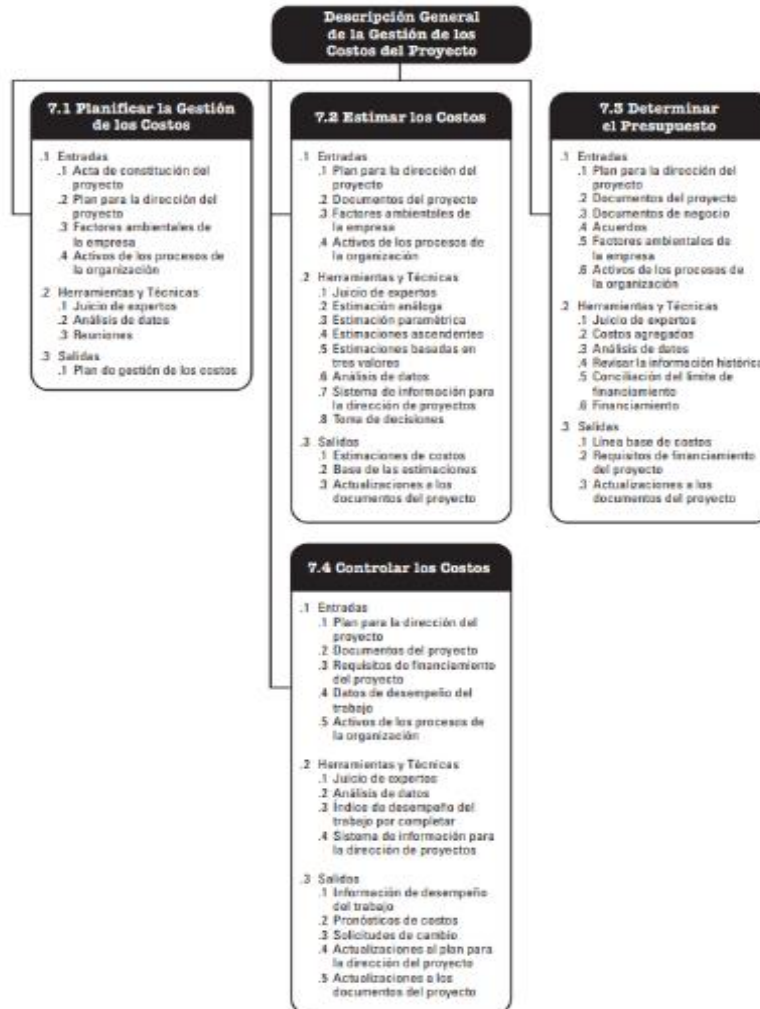 Descripción General
de la Gestión de los
Costos del Proyecto
7.1 Planificar la Gestión
de los Costos
.1 Entradas
.1 Acta de constitución del
proyecto
.2 Plan para la dirección del
proyecto
.3 Factores ambientales de
la empresa
.4 Activos de los procesos de
la organización
.2 Herramientas y Técnicas
.1 Juicio de expertos
.2 Análisis de datos
.3 Reuniones
.3 Salidas
.1 Plan de gestión de los costos
7.2 Estimar los Costos
.1 Entradas
.1 Plan para la dirección del
proyecto
.2 Documentos del proyecto
.3 Factores ambientales de
la empresa
.4 Activos de los procesos de
la organización
.2 Herramientas y Técnicas
.1 Juicio de expertos
.2 Estimación análoga
.3 Estimación paramétrica
.4 Estimaciones ascendentes
.5 Estimaciones basadas en
tres valores
.6 Análisis de datos
.7 Sistema de información para
la dirección de proyectos
.8 Toma de decisiones
.3 Salidas
.1 Estimaciones de costos
.2 Base de las estimaciones
.3 Actualizaciones a los
documentos del proyecto
7.3 Determinar
el Presupuesto
.1 Entradas
.1 Plan para la dirección del
proyecto
.2 Documentos del proyecto
.3 Documentos de negocio
.4 Acuerdos
.5 Factores ambientales de
la empresa
.6 Activos de los procesos de
la organización
.2 Herramientas y Técnicas
.1 Juicio de expertos
.2 Costos agregados
.3 Análisis de datos
.4 Revisar la información histórica
.5 Conciliación del límite de
financiamiento
.6 Financiamiento
.3 Salidas
.1 Línea base de costos
.2 Requisitos de financiamiento
del proyecto
.3 Actualizaciones a los
documentos del proyecto
7.4 Controlar los Costos
.1 Entradas
.1 Plan para la dirección del
proyecto
.2 Documentos del proyecto
.3 Requisitos de financiamiento
del proyecto
.4 Datos de desempeño del
trabajo
.5 Activos de los procesos de
la organización
.2 Herramientas y Técnicas
.1 Juicio de expertos
.2 Análisis de datos
.3 Índice de desempeño del
trabajo por completar
.4 Sistema de información para
la dirección de proyectos
.3 Salidas
.1 Información de desempeño
del trabajo
.2 Pronósticos de costos
.3 Solicitudes de cambio
.4 Actualizaciones al plan para
la dirección del proyecto
.5 Actualizaciones a los
documentos del proyecto